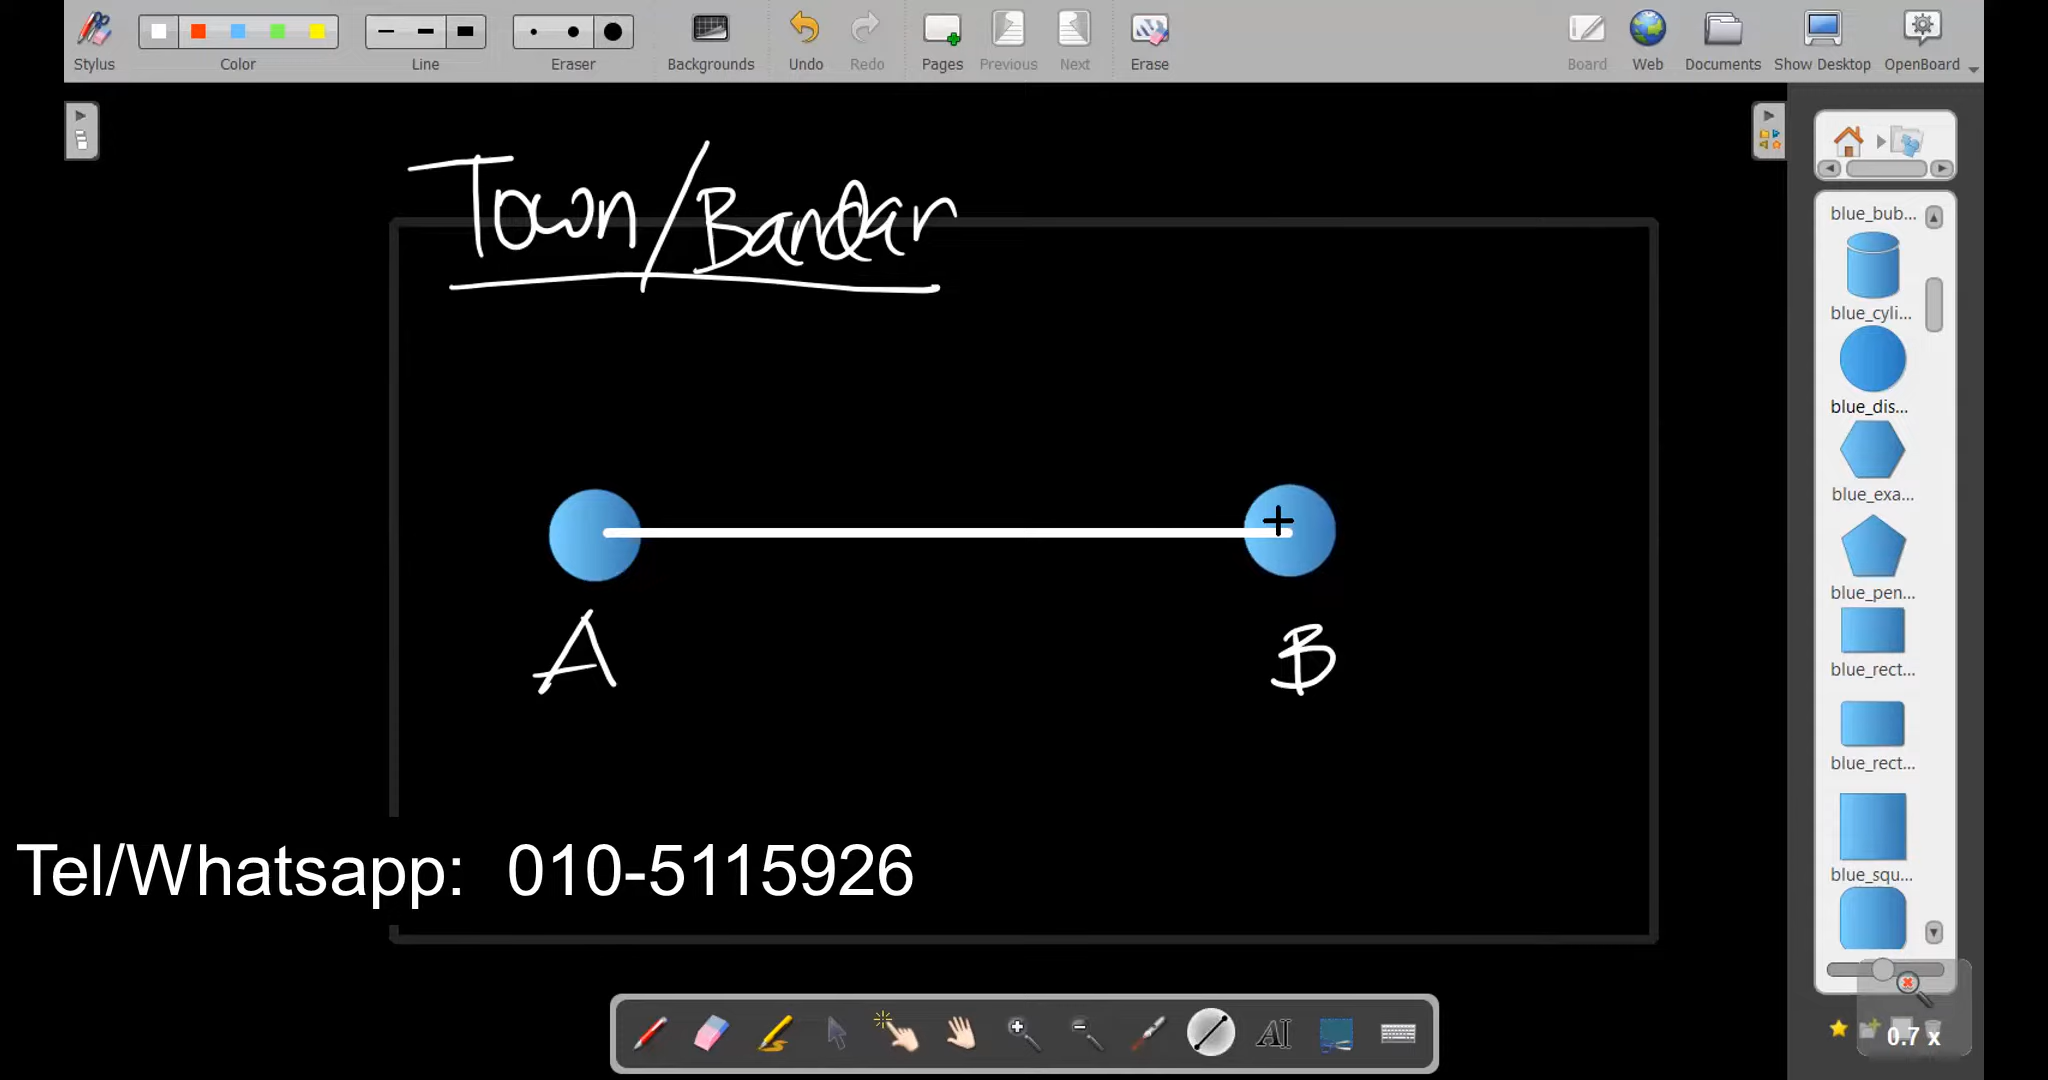 Stylus Color Line Eraser Backgrounds Undo Redo Pages Previous Next Erase Board Web Documents Show Desktop OpenBoard
Town/Bandar
A B
Tel/Whatsapp: 010-5115926
blue_bub...
blue_cyli...
blue_dis...
blue_exa...
blue_pen...
blue_rect...
blue_rect...
blue_squ...
AI
0.7 x